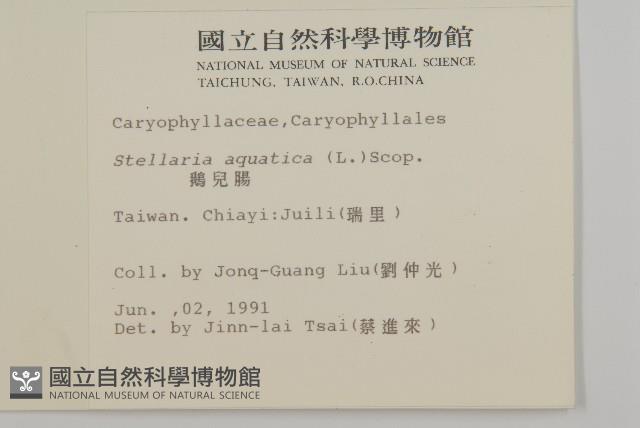 國立自然科學博物館
NATIONAL MUSEUM OF NATURAL SCIENCE
TAICHUNG, TAIWAN, R.O.CHINA
Caryophyllaceae,Caryophyllales
Stellaria aquatica (L.)Scop.
鵝兒腸
Taiwan. Chiayi:Juili(瑞里)
Coll. by Jonq-Guang Liu(劉仲光)
Jun. ,02, 1991
Det. by Jinn-lai Tsai(蔡進來)
國立自然科學博物館
NATIONAL MUSEUM OF NATURAL SCIENCE